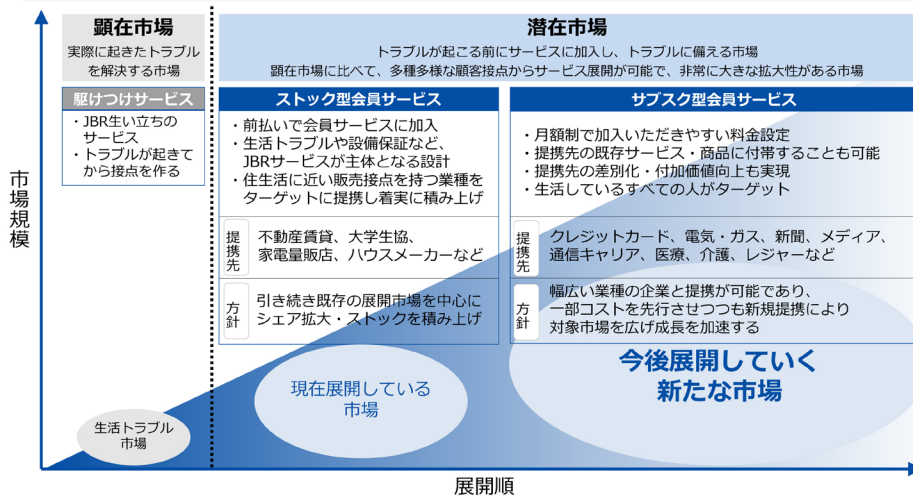 顕在市場
実際に起きたトラブル
を解決する市場
潜在市場
トラブルが起こる前にサービスに加入し、トラブルに備える市場
顕在市場に比べて、多種多様な顧客接点からサービス展開が可能で、非常に大きな拡大性がある市場
駆けつけサービス
・JBR生い立ちの
サービス
・トラブルが起きて
から接点を作る
ストック型会員サービス
・前払いで会員サービスに加入
・生活トラブルや設備保証など、
JBRサービスが主体となる設計
・住生活に近い販売接点を持つ業種を
ターゲットに提携し着実に積み上げ
提携先
不動産賃貸、大学生協、
家電量販店、ハウスメーカーなど
方針
引き続き既存の展開市場を中心に
シェア拡大・ストックを積み上げ
サブスク型会員サービス
・月額制で加入いただきやすい料金設定
・提携先の既存サービス・商品に付帯することも可能
・提携先の差別化・付加価値向上も実現
・生活しているすべての人がターゲット
提携先
クレジットカード、電気・ガス、新聞、メディア、
通信キャリア、医療、介護、レジャーなど
方針
幅広い業種の企業と提携が可能であり、
一部コストを先行させつつも新規提携により
対象市場を広げ成長を加速する
市場規模
生活トラブル
市場
現在展開している
市場
今後展開していく
新たな市場
展開順